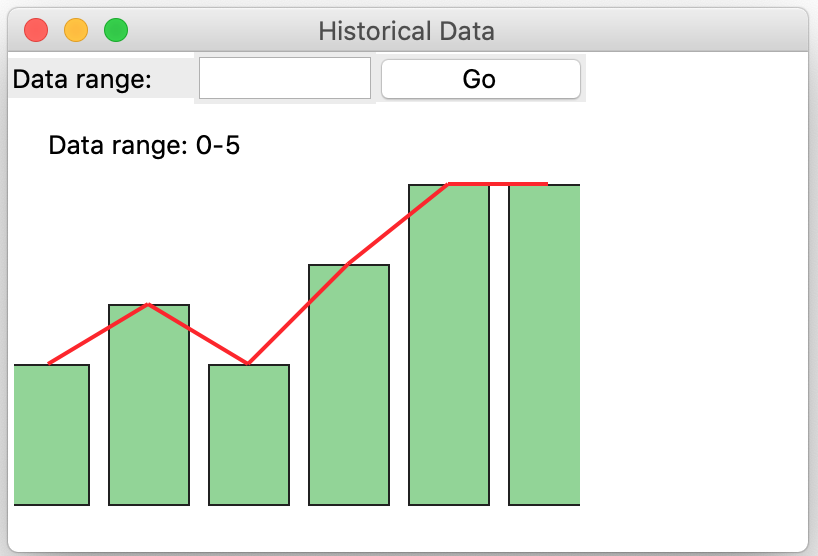 Historical Data
Data range:
Go
Data range: 0-5